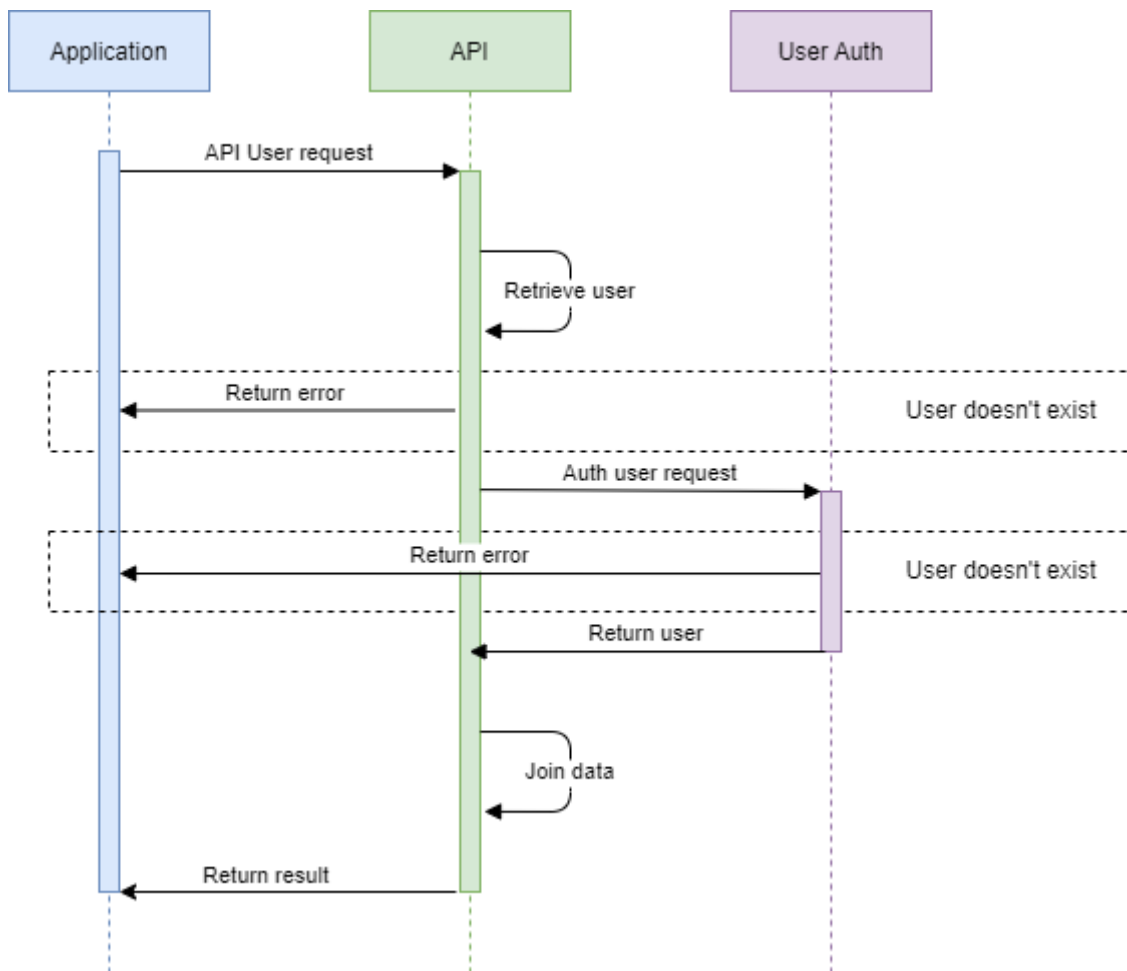 Application
API
User Auth
API User request
Retrieve user
Return error
User doesn't exist
Auth user request
Return error
User doesn't exist
Return user
Join data
Return result